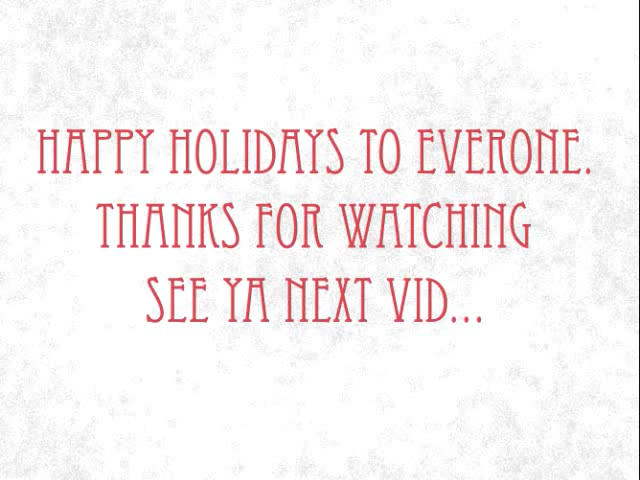 HAPPY HOLIDAYS TO EVERONE.
THANKS FOR WATCHING
SEE YA NEXT VID...